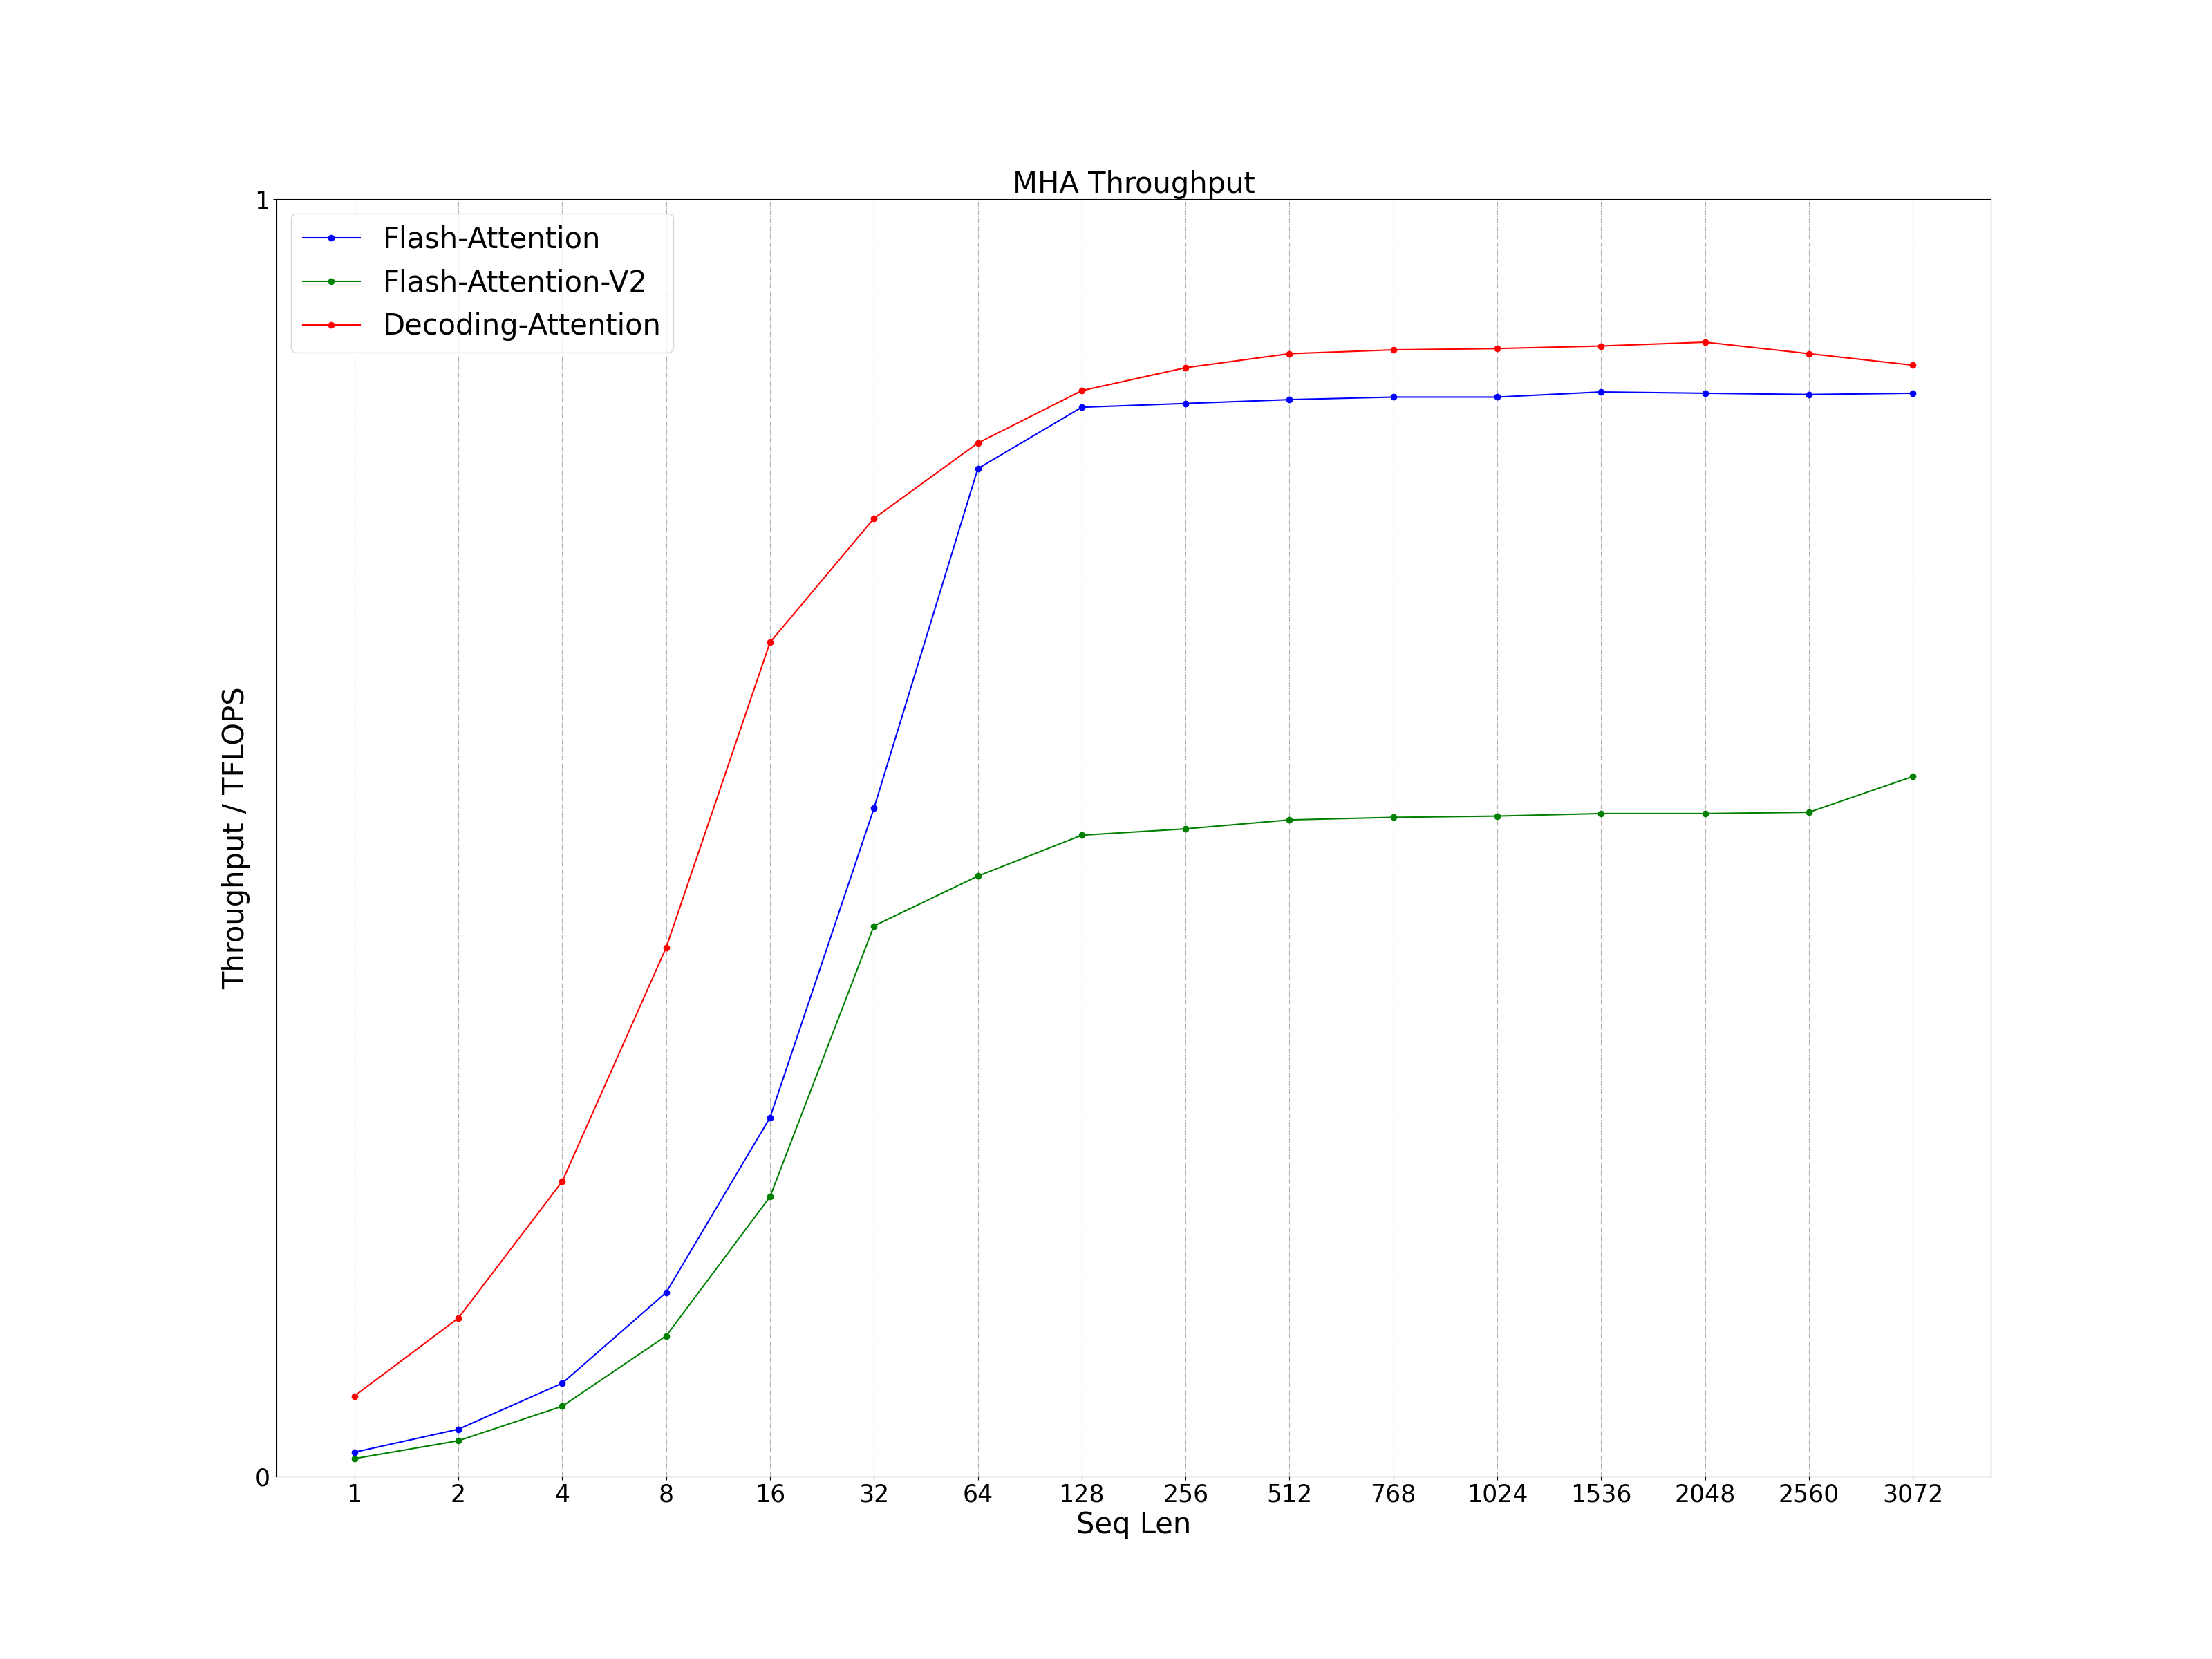 MHA Throughput
1
Flash-Attention
Flash-Attention-V2
Decoding-Attention
Throughput / TFLOPS
0
1 2 4 8 16 32 64 128 256 512 768 1024 1536 2048 2560 3072
Seq Len